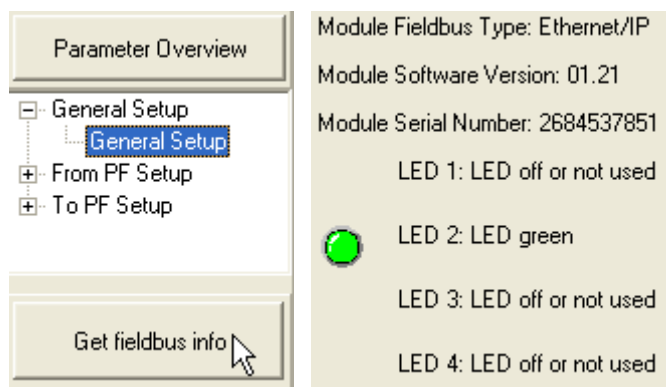 Parameter Overview
General Setup
General Setup
From PF Setup
To PF Setup
Get fieldbus info
Module Fieldbus Type: Ethernet/IP
Module Software Version: 01.21
Module Serial Number: 2684537851
LED 1: LED off or not used
LED 2: LED green
LED 3: LED off or not used
LED 4: LED off or not used